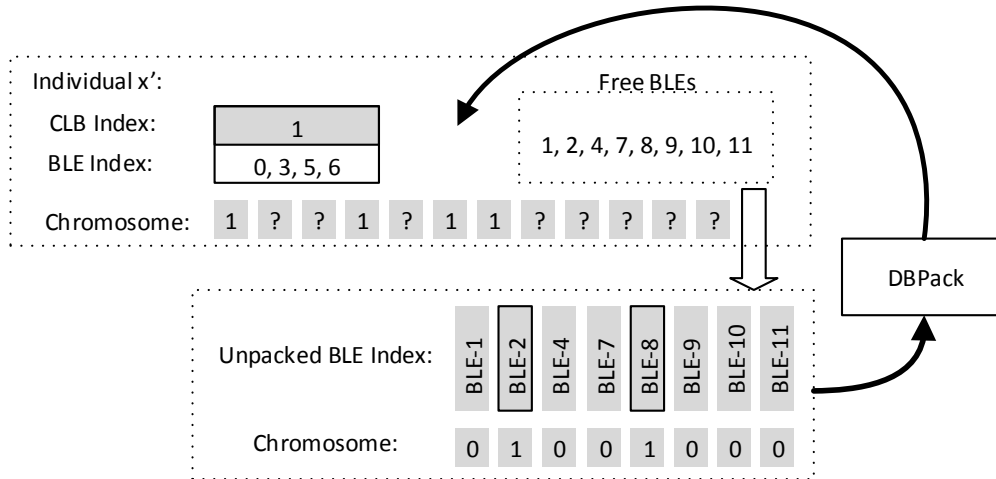 Individual x':
Free BLEs
CLB Index:
1
BLE Index:
0, 3, 5, 6
1, 2, 4, 7, 8, 9, 10, 11
Chromosome:
1 ? ? 1 ? 1 1 ? ? ? ? ?
DBPack
Unpacked BLE Index:
BLE-1
BLE-2
BLE-4
BLE-7
BLE-8
BLE-9
BLE-10
BLE-11
Chromosome:
0 1 0 0 1 0 0 0